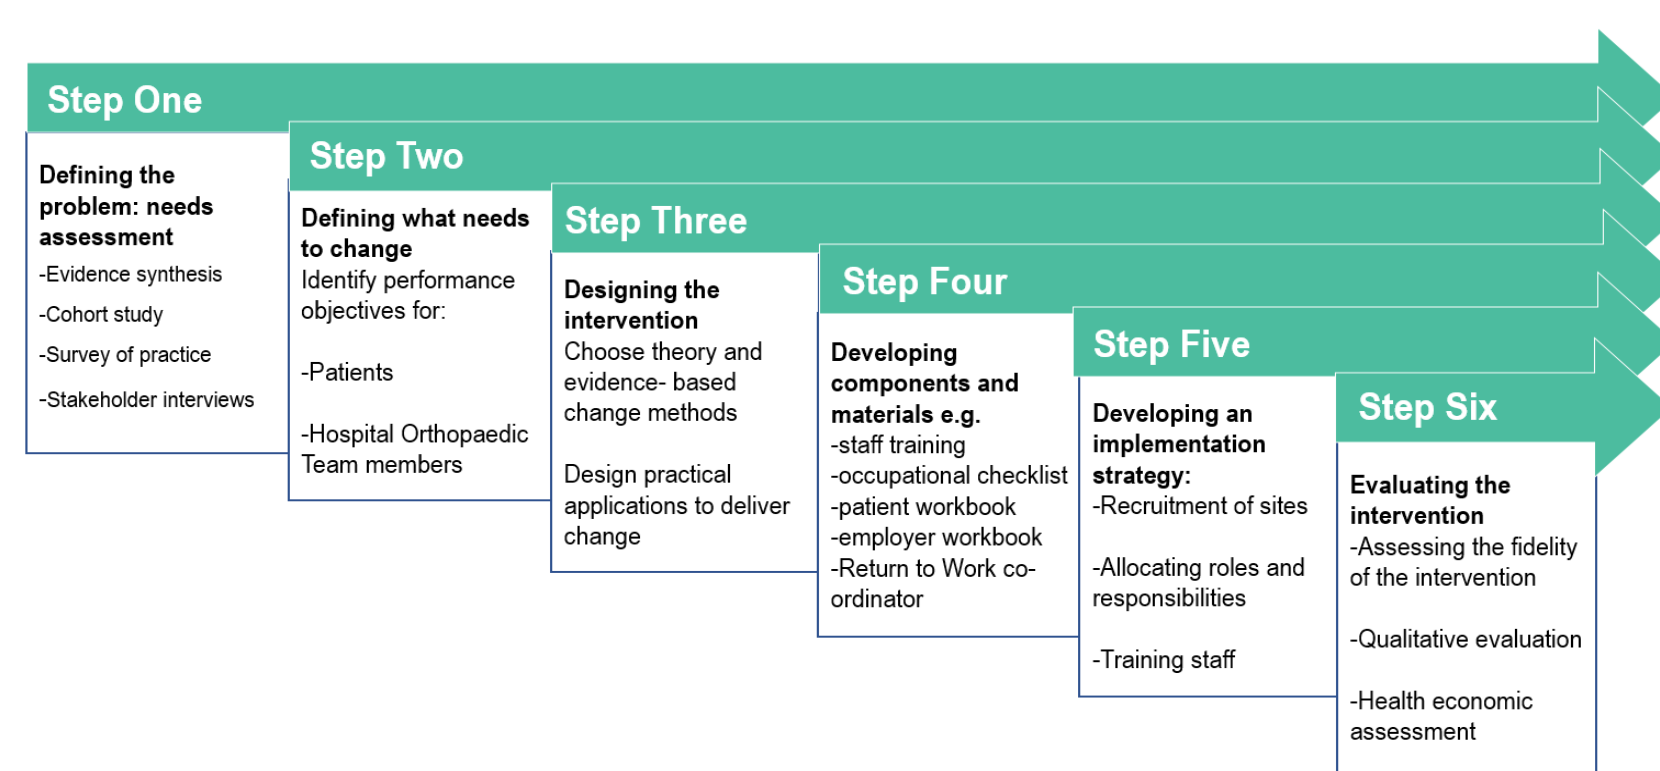 Step One
Defining the
problem: needs
assessment
-Evidence synthesis
-Cohort study
-Survey of practice
-Stakeholder interviews
Step Two
Defining what needs
to change
Identify performance
objectives for:
-Patients
-Hospital Orthopaedic
Team members
Step Three
Designing the
intervention
Choose theory and
evidence- based
change methods
Design practical
applications to deliver
change
Step Four
Developing
components and
materials e.g.
-staff training
-occupational checklist
-patient workbook
-employer workbook
-Return to Work co-
ordinator
Step Five
Developing an
implementation
strategy:
-Recruitment of sites
-Allocating roles and
responsibilities
-Training staff
Step Six
Evaluating the
intervention
-Assessing the fidelity
of the intervention
-Qualitative evaluation
-Health economic
assessment